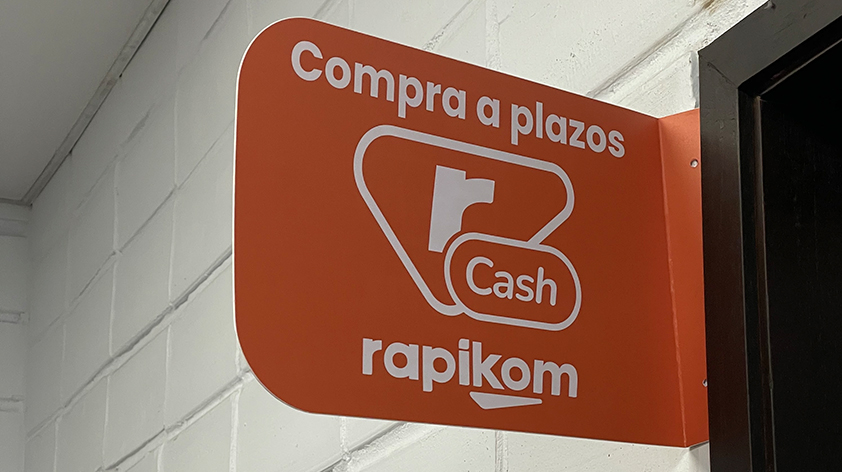 Compra a plazos
r
Cash
rapikom